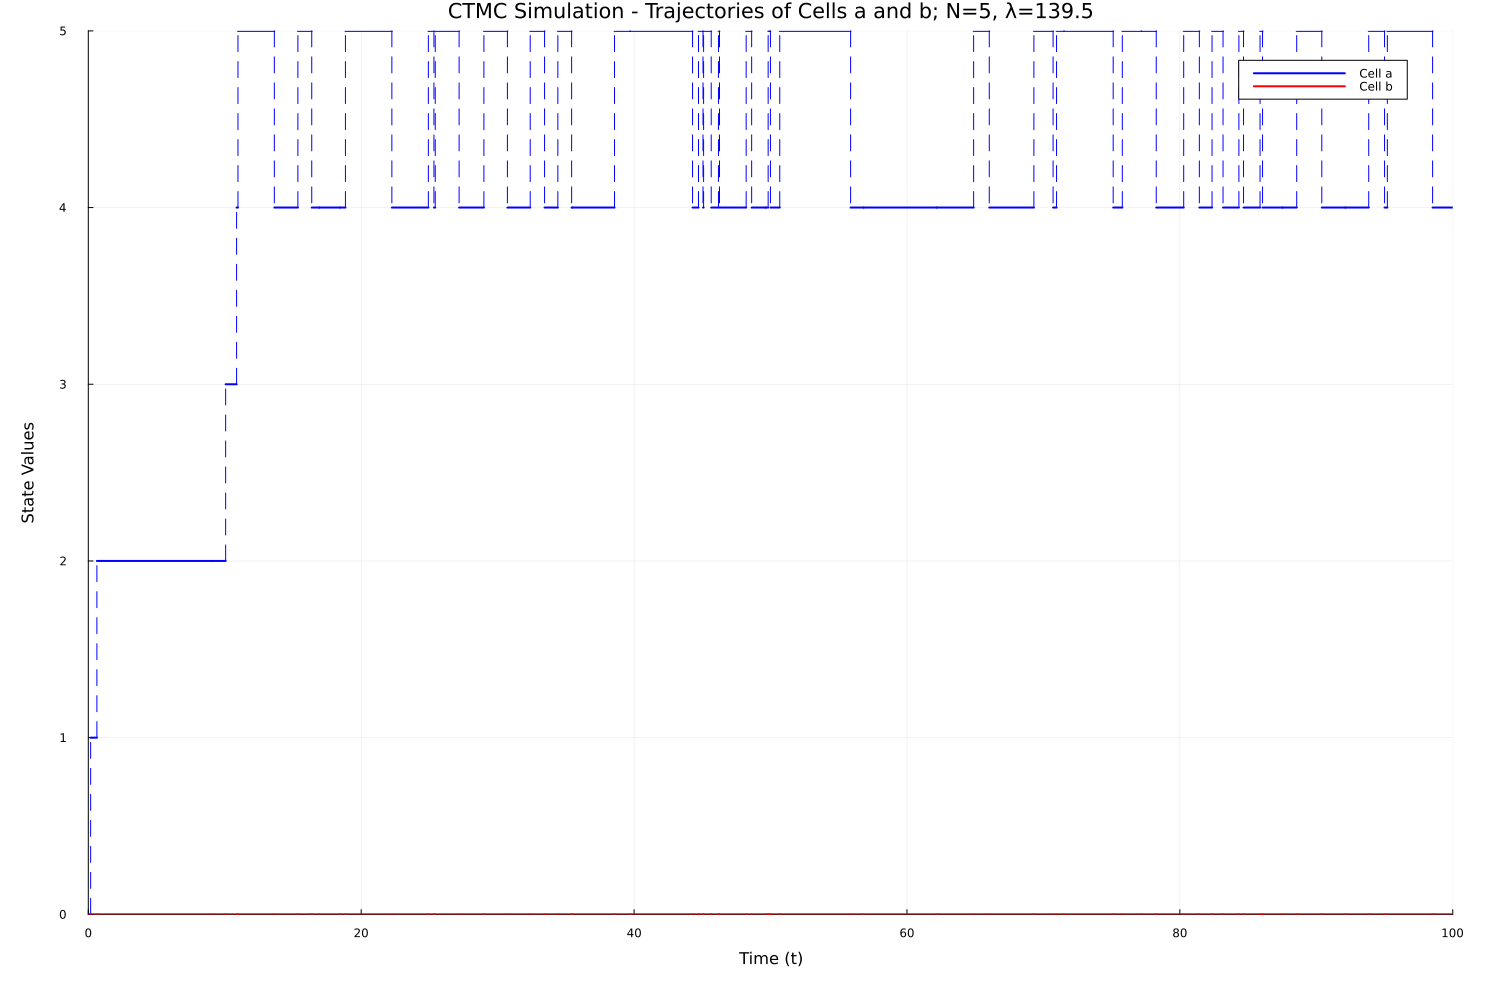 CTMC Simulation - Trajectories of Cells a and b; N=5, λ=139.5
5
Cell a
Cell b
4
3
State Values
2
1
0
0 20 40 60 80 100
Time (t)